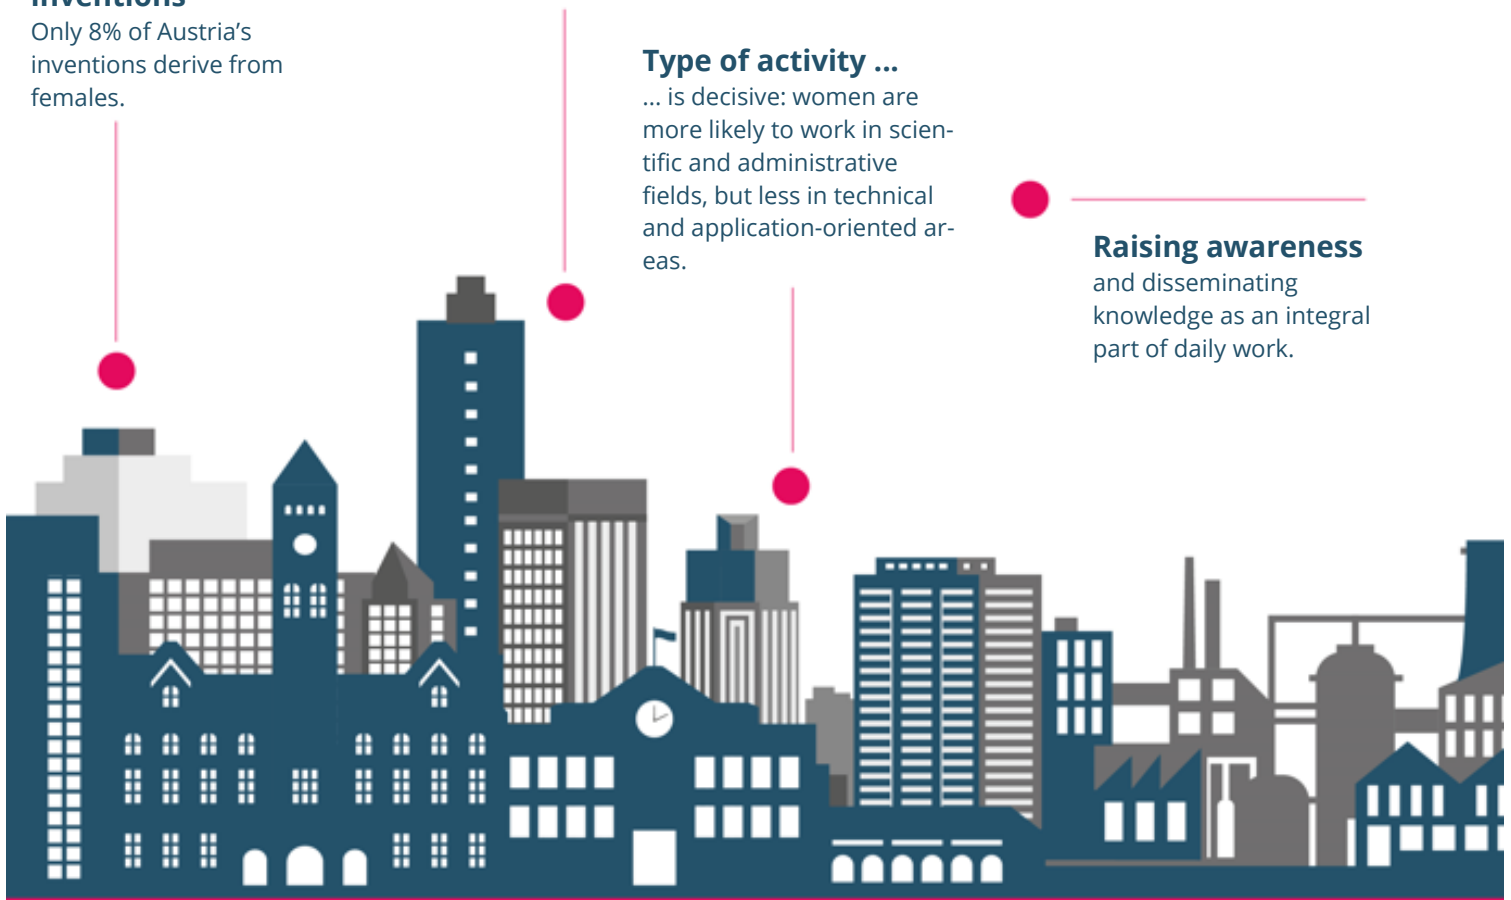 inventions
Only 8% of Austria’s
inventions derive from
females.
Type of activity ...
... is decisive: women are
more likely to work in scien-
tific and administrative
fields, but less in technical
and application-oriented ar-
eas.
Raising awareness
and disseminating
knowledge as an integral
part of daily work.